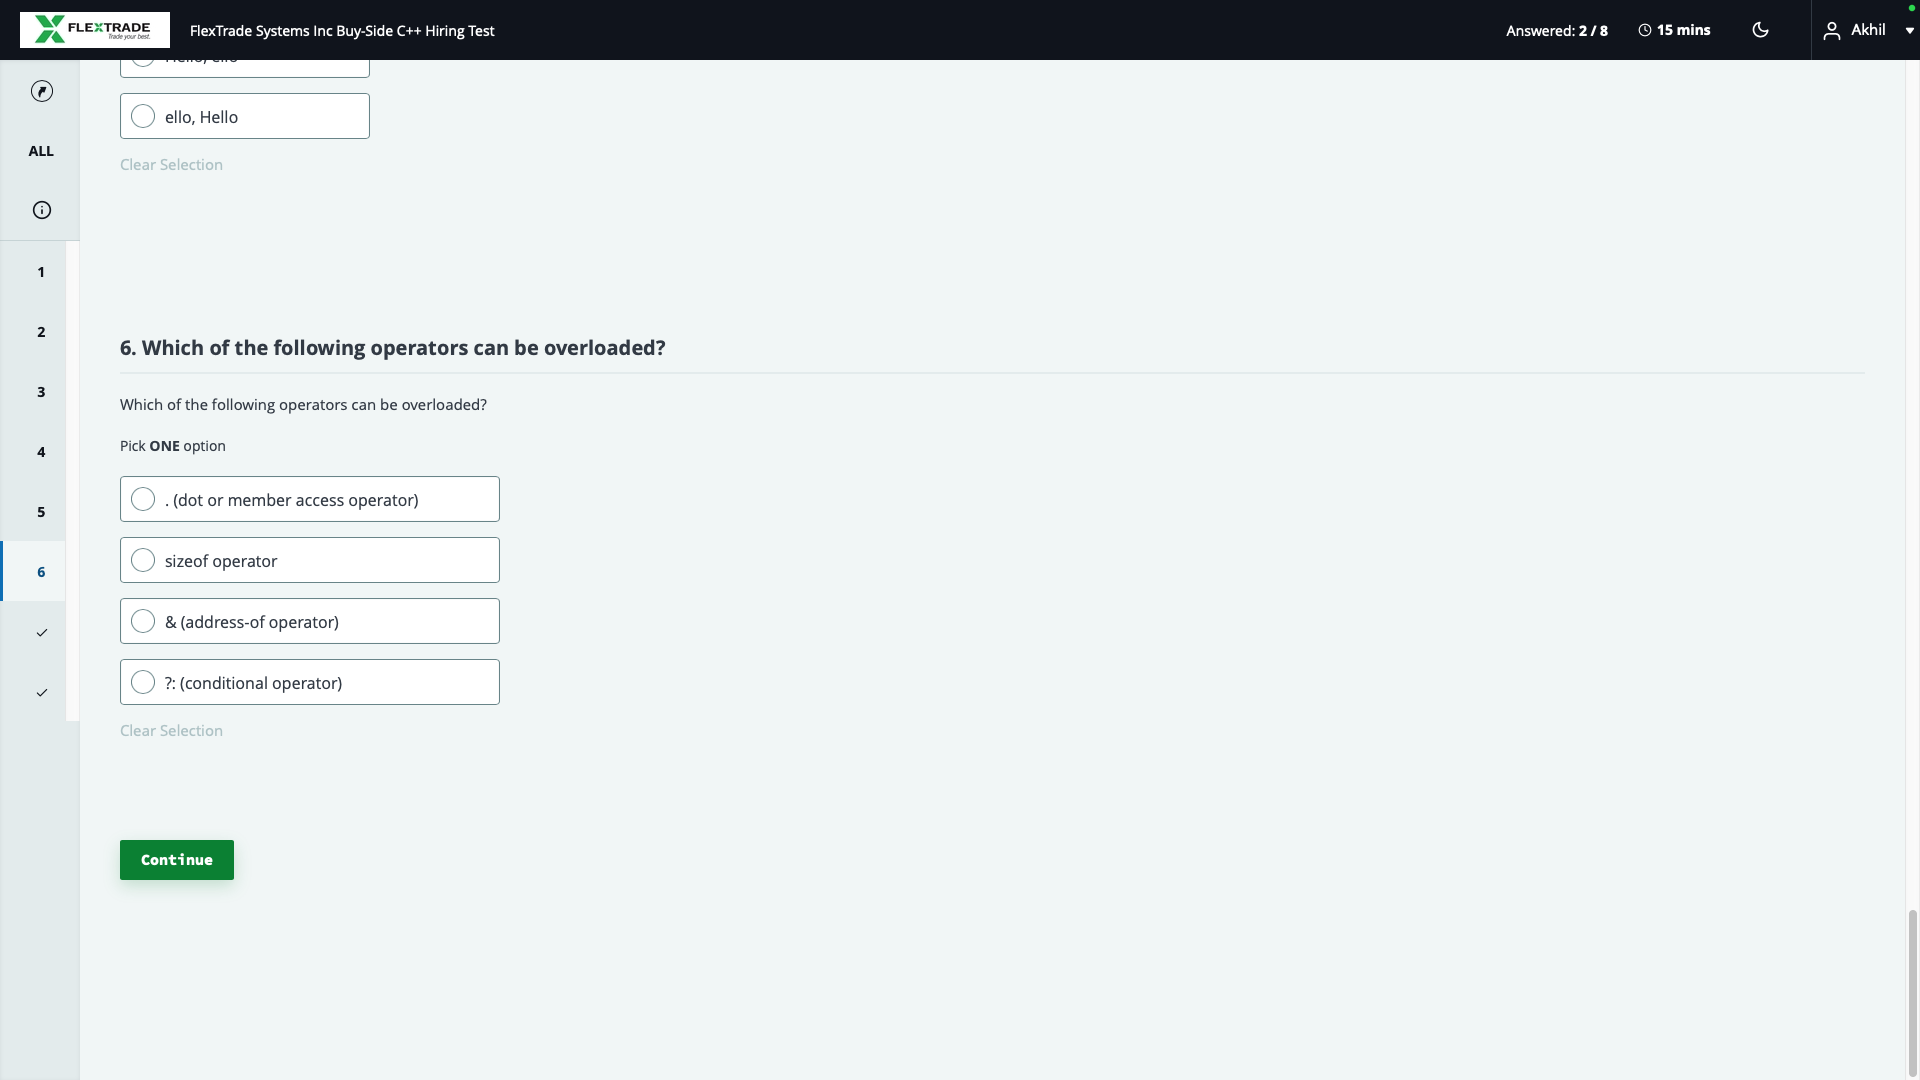 FLEXTRADE
Trade your best.
FlexTrade Systems Inc Buy-Side C++ Hiring Test
Answered: 2 / 8
15 mins
Akhil
ALL
1
2
3
4
5
6
Hello, ello
ello, Hello
Clear Selection
6. Which of the following operators can be overloaded?
Which of the following operators can be overloaded?
Pick ONE option
. (dot or member access operator)
sizeof operator
& (address-of operator)
?: (conditional operator)
Clear Selection
Continue